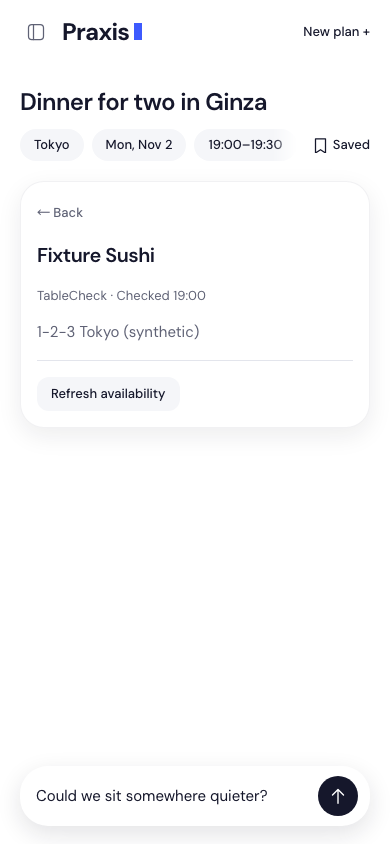 Praxis
New plan +
Dinner for two in Ginza
Tokyo
Mon, Nov 2
19:00–19:30
Saved
← Back
Fixture Sushi
TableCheck · Checked 19:00
1-2-3 Tokyo (synthetic)
Refresh availability
Could we sit somewhere quieter?